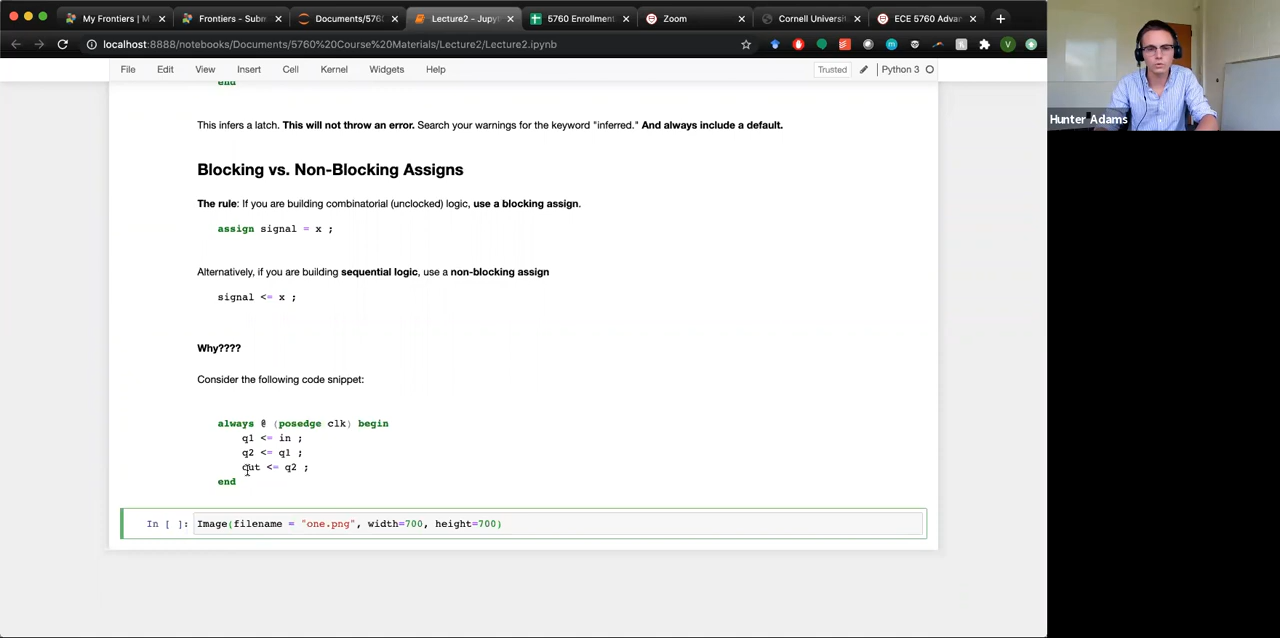 My Frontiers | M
Frontiers - Subm
Documents/5760
Lecture2 - Jupyt
5760 Enrollment
Zoom
Cornell Universit
ECE 5760 Advan
localhost:8888/notebooks/Documents/5760%20Course%20Materials/Lecture2/Lecture2.ipynb
File Edit View Insert Cell Kernel Widgets Help Trusted Python 3
end
This infers a latch. This will not throw an error. Search your warnings for the keyword "inferred." And always include a default.
Blocking vs. Non-Blocking Assigns
The rule: If you are building combinatorial (unclocked) logic, use a blocking assign.
assign signal = x ;
Alternatively, if you are building sequential logic, use a non-blocking assign
signal <= x ;
Why????
Consider the following code snippet:
always @ (posedge clk) begin
q1 <= in ;
q2 <= q1 ;
out <= q2 ;
end
In [ ]: Image(filename = "one.png", width=700, height=700)
Hunter Adams
V